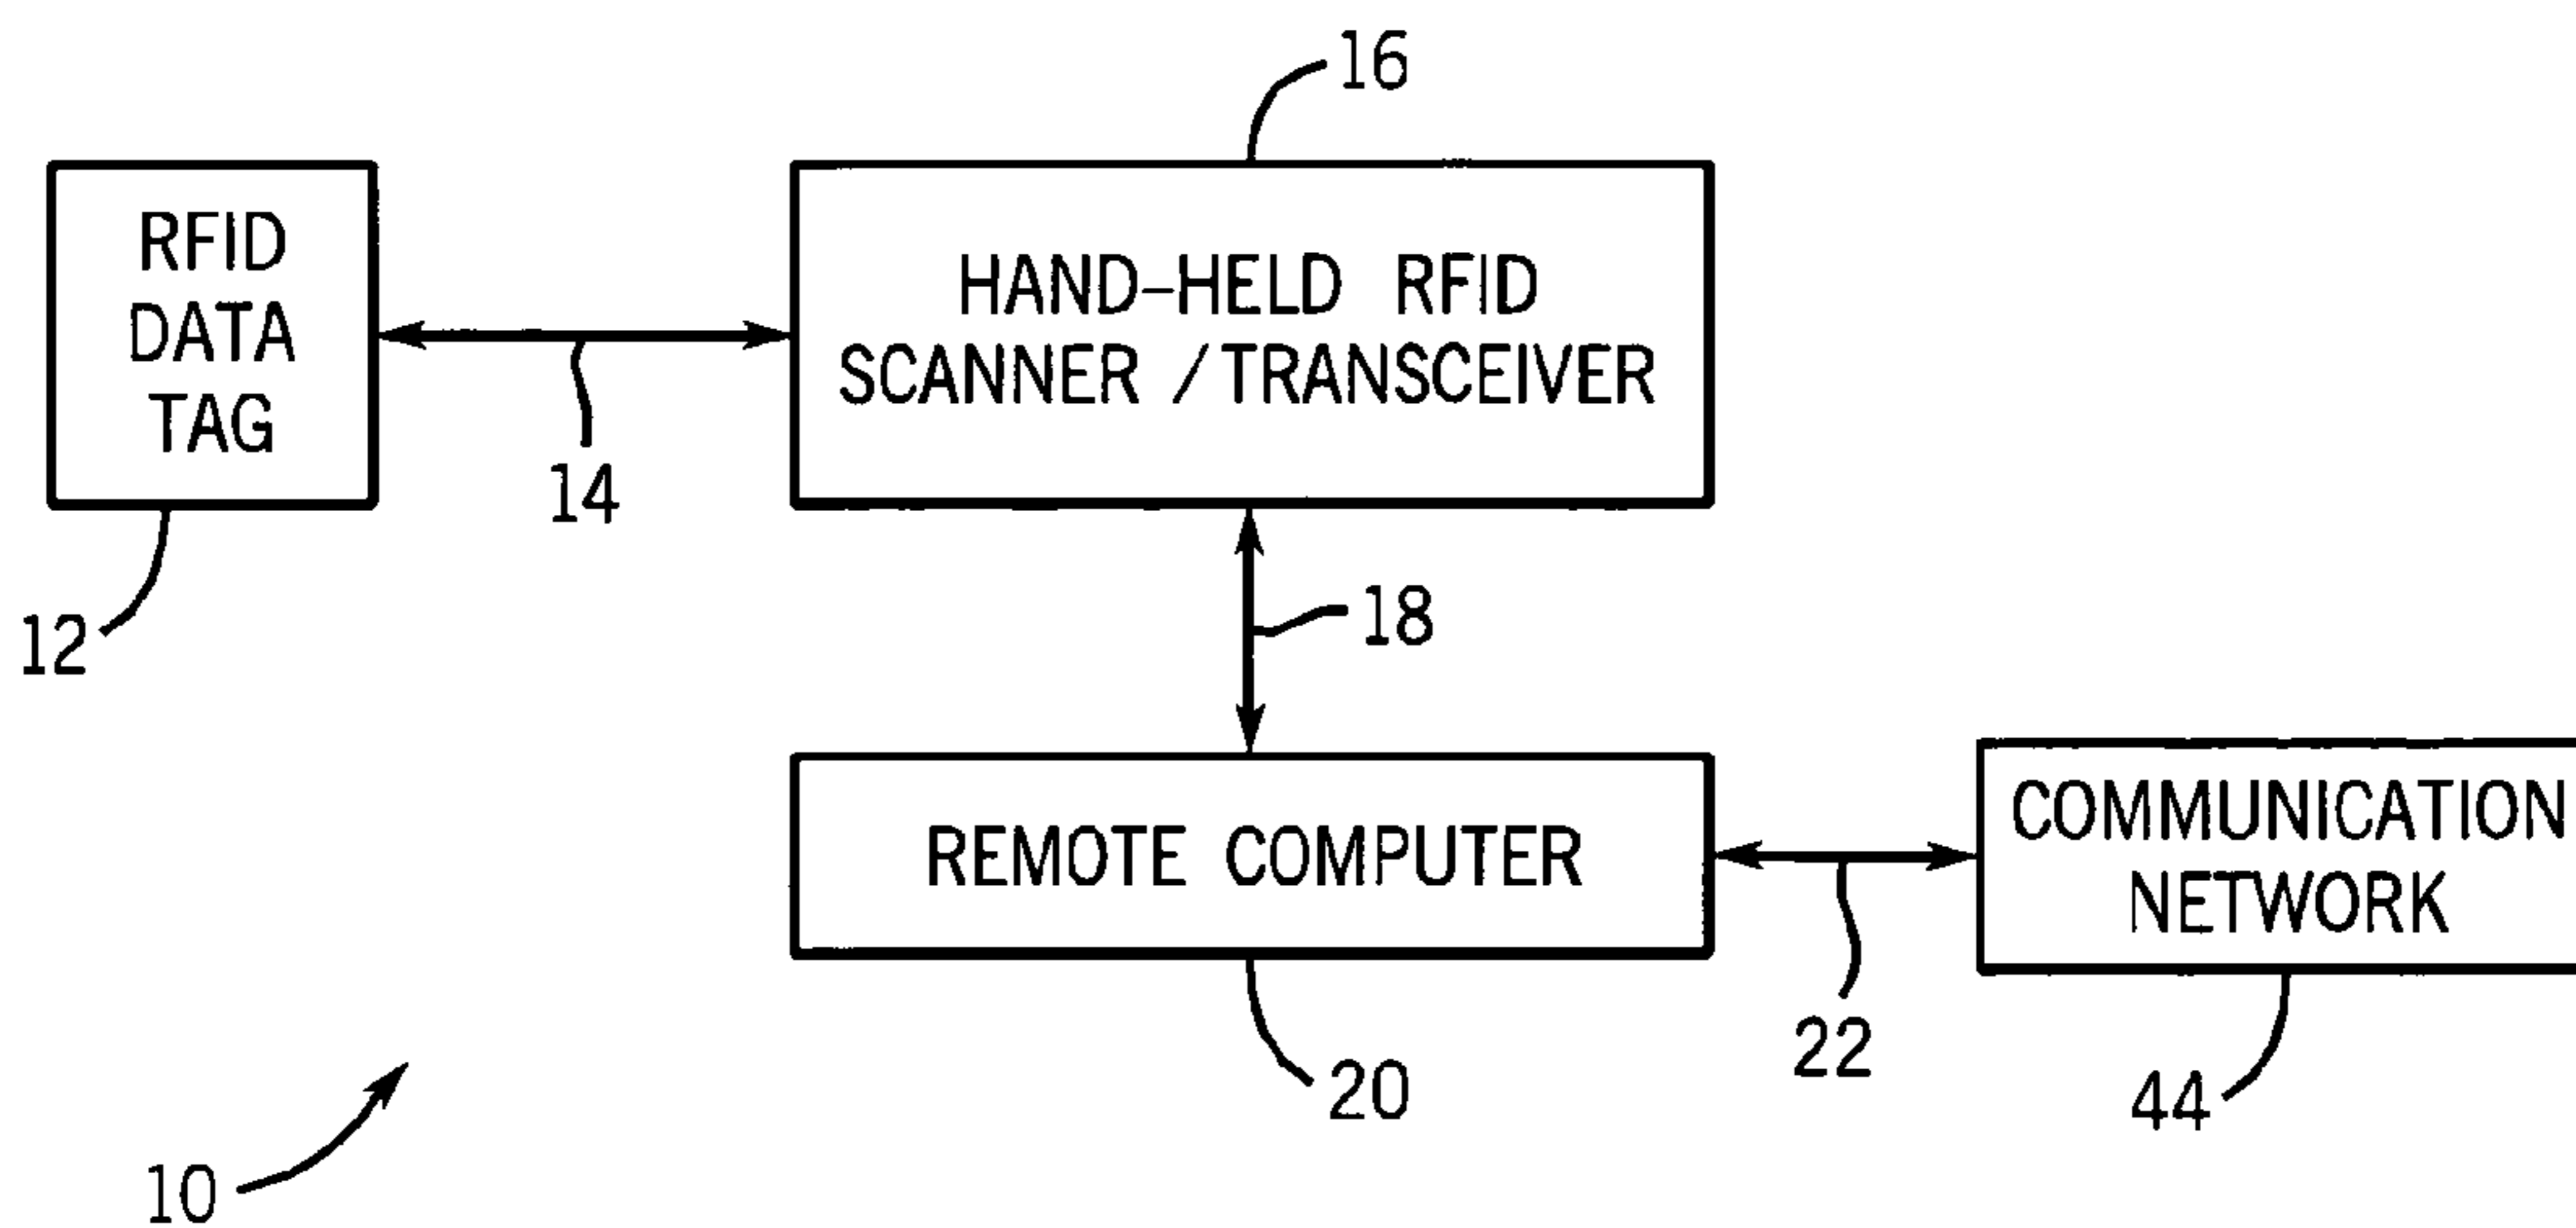 16
RFID
DATA
TAG
HAND-HELD RFID
SCANNER / TRANSCEIVER
14
12
18
REMOTE COMPUTER
COMMUNICATION
NETWORK
22
20
44
10